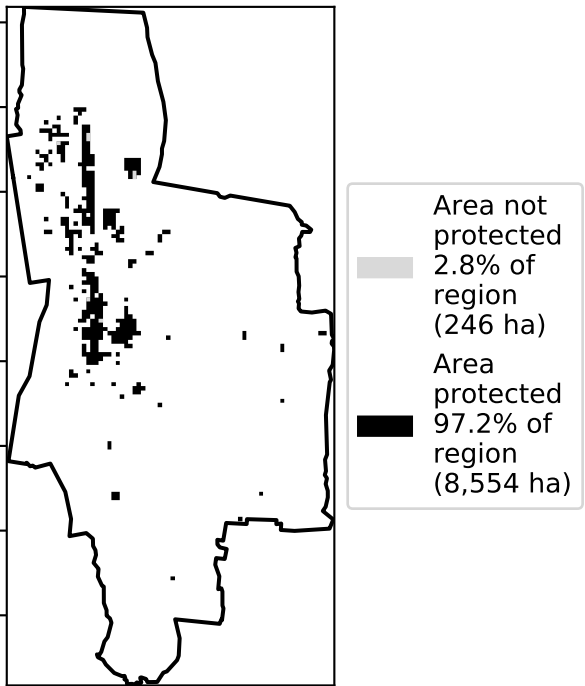 Area not
protected
2.8% of
region
(246 ha)
Area
protected
97.2% of
region
(8,554 ha)